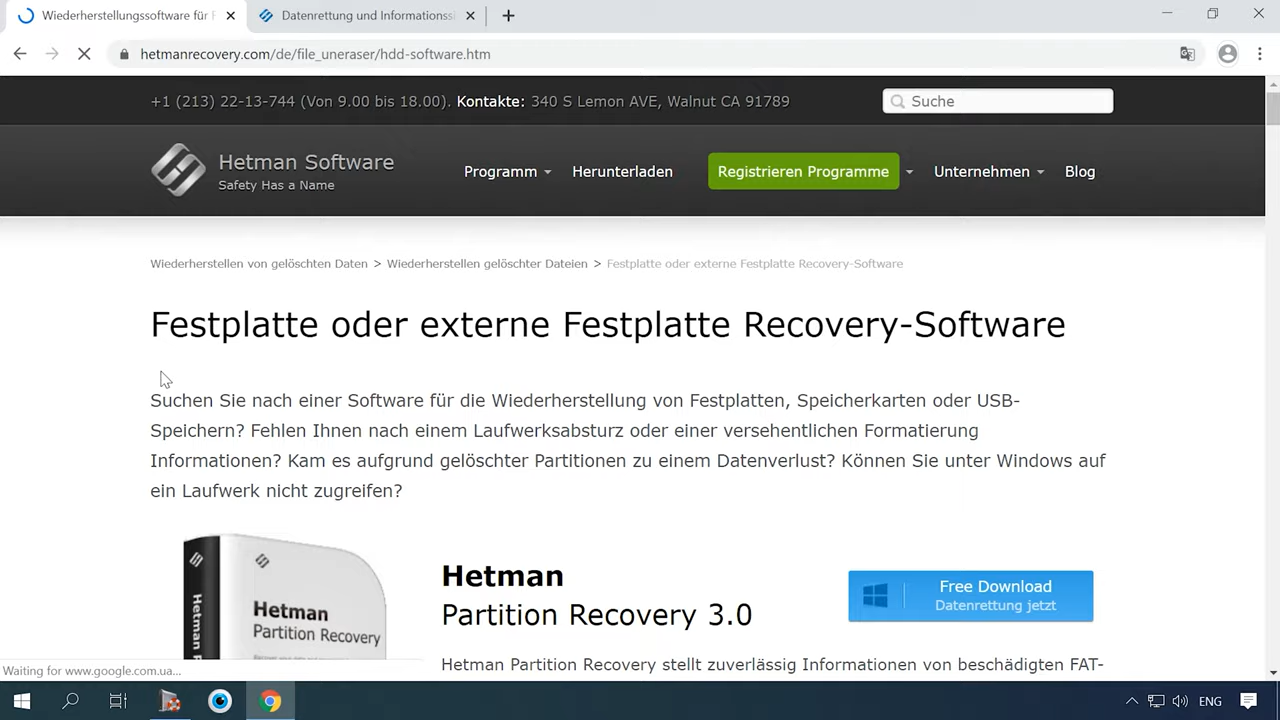 Wiederherstellungssoftware für F
Datenrettung und Informationssi
hetmanrecovery.com/de/file_uneraser/hdd-software.htm
+1 (213) 22-13-744 (Von 9.00 bis 18.00). Kontakte: 340 S Lemon AVE, Walnut CA 91789
Suche
Hetman Software
Safety Has a Name
Programm
Herunterladen
Registrieren Programme
Unternehmen
Blog
Wiederherstellen von gelöschten Daten > Wiederherstellen gelöschter Dateien > Festplatte oder externe Festplatte Recovery-Software
Festplatte oder externe Festplatte Recovery-Software
Suchen Sie nach einer Software für die Wiederherstellung von Festplatten, Speicherkarten oder USB-
Speichern? Fehlen Ihnen nach einem Laufwerksabsturz oder einer versehentlichen Formatierung
Informationen? Kam es aufgrund gelöschter Partitionen zu einem Datenverlust? Können Sie unter Windows auf
ein Laufwerk nicht zugreifen?
Hetman
Partition Recovery
Hetman
Partition Recovery 3.0
Free Download
Datenrettung jetzt
Hetman Partition Recovery stellt zuverlässig Informationen von beschädigten FAT-
Waiting for www.google.com.ua...
ENG